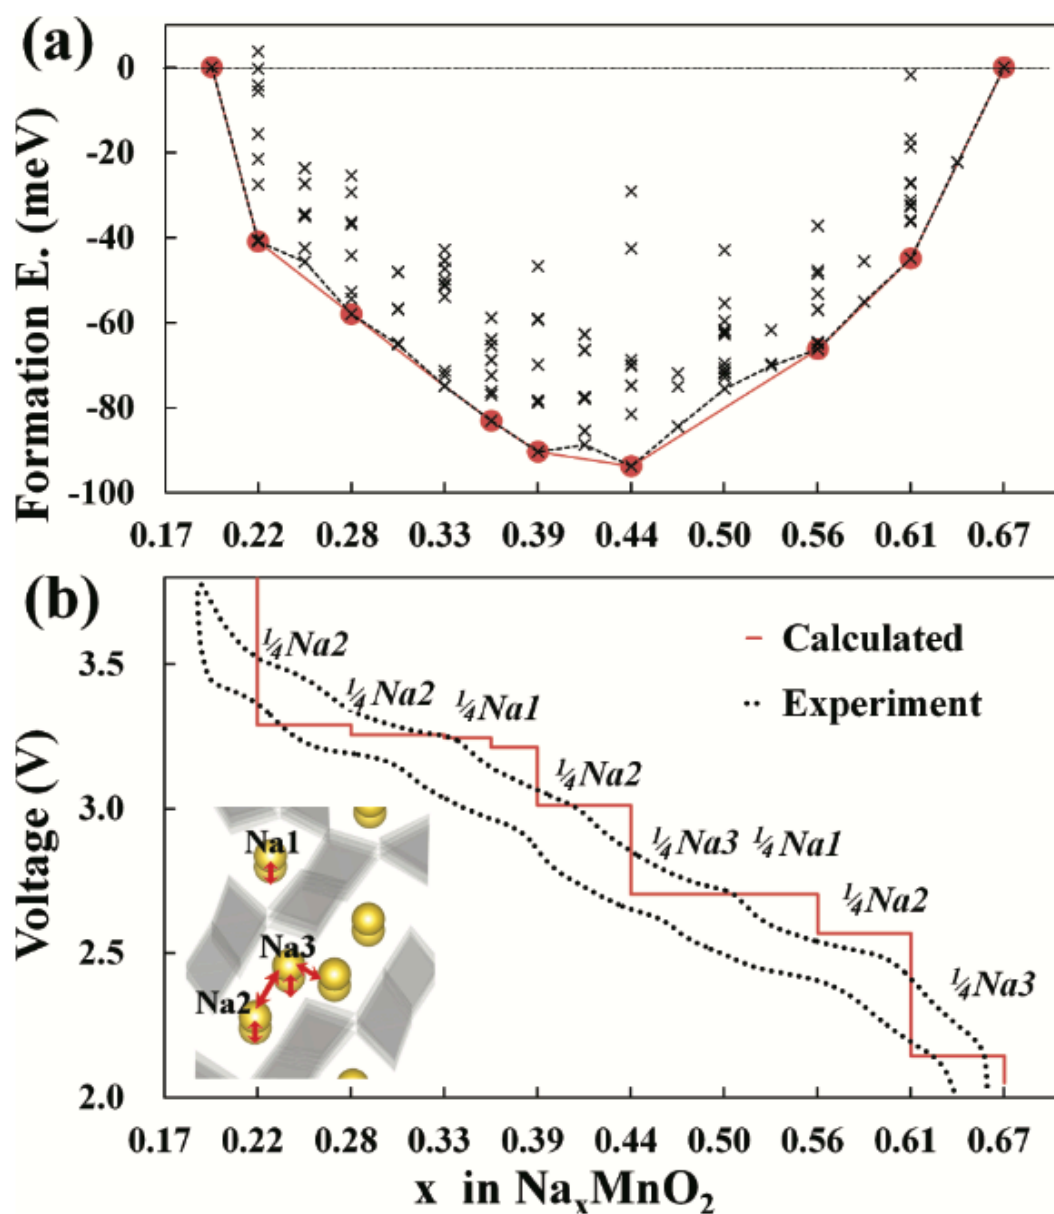 (a)
Formation E. (meV)
0
-20
-40
-60
-80
-100
0.17 0.22 0.28 0.33 0.39 0.44 0.50 0.56 0.61 0.67
(b)
Voltage (V)
3.5
3.0
2.5
2.0
¼Na2
¼Na2
¼Na1
¼Na2
¼Na3
¼Na1
¼Na2
¼Na3
Calculated
Experiment
Na1
Na3
Na2
0.17 0.22 0.28 0.33 0.39 0.44 0.50 0.56 0.61 0.67
x in NaₓMnO₂